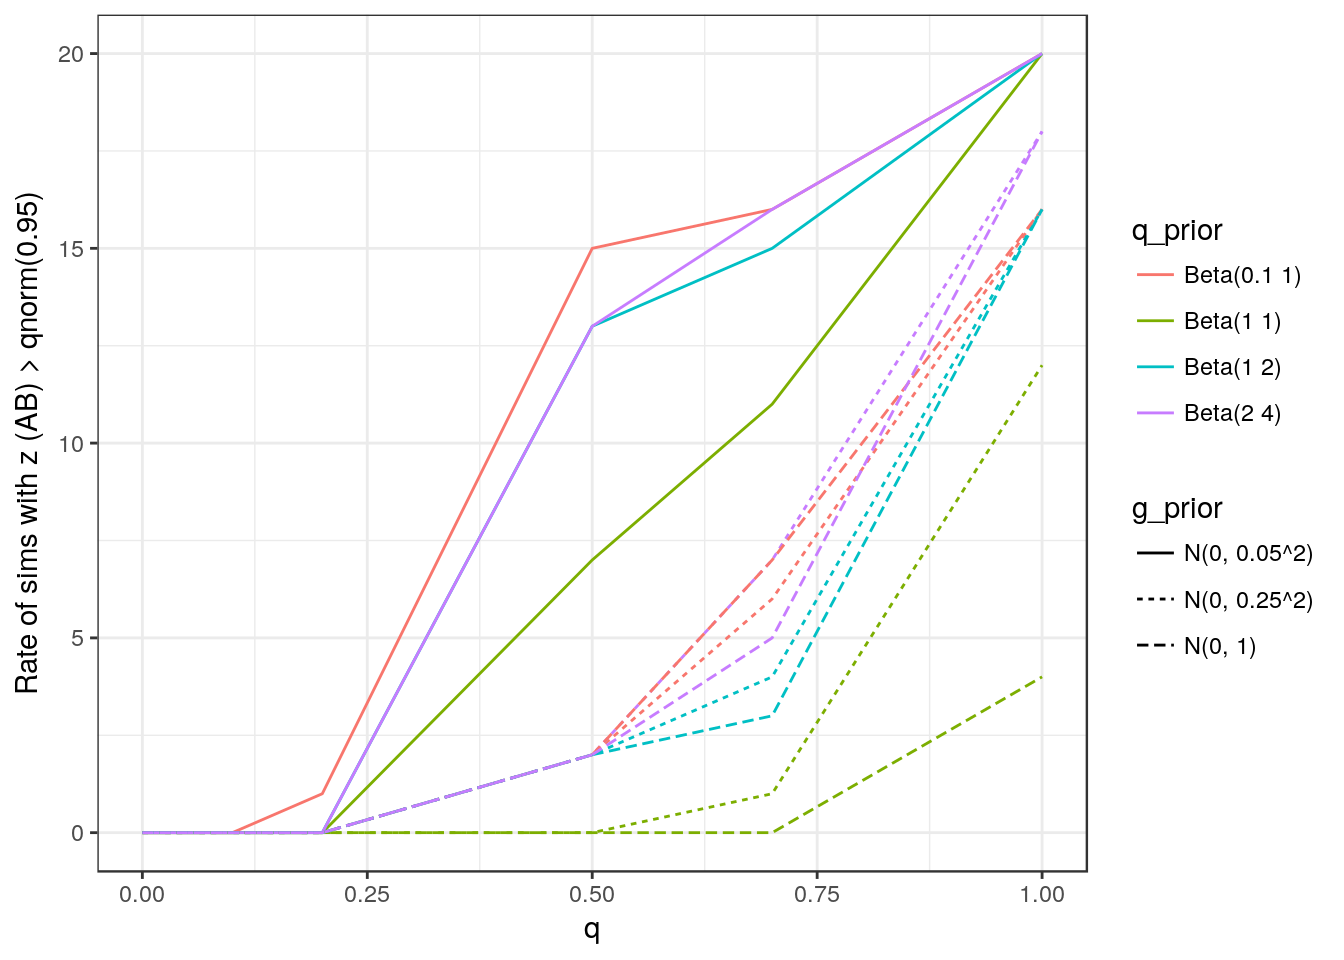 20
15
10
5
0
0.00
0.25
0.50
0.75
1.00
q
Rate of sims with z (AB) > qnorm(0.95)
q_prior
Beta(0.1 1)
Beta(1 1)
Beta(1 2)
Beta(2 4)
g_prior
N(0, 0.05^2)
N(0, 0.25^2)
N(0, 1)